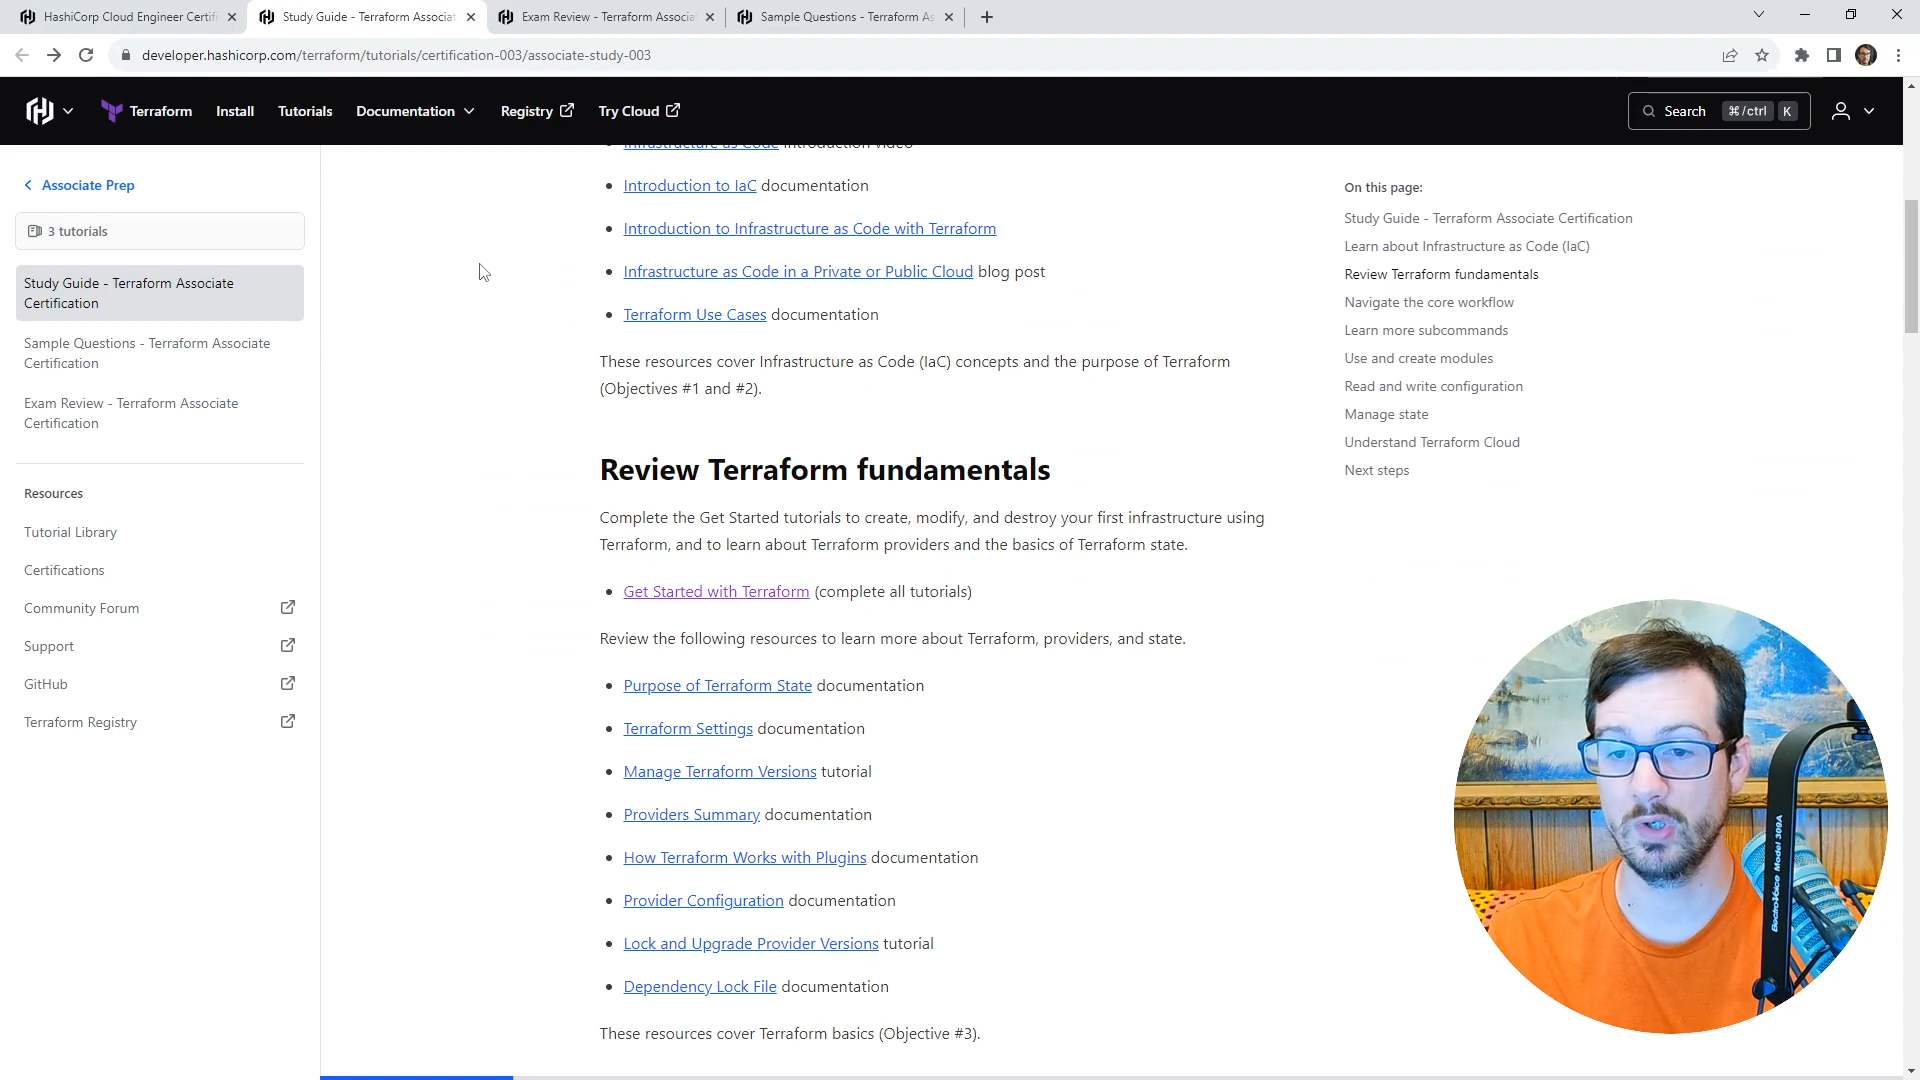 HashiCorp Cloud Engineer Certifi
Study Guide - Terraform Associat
Exam Review - Terraform Associa
Sample Questions - Terraform As
developer.hashicorp.com/terraform/tutorials/certification-003/associate-study-003
Terraform
Install
Tutorials
Documentation
Registry
Try Cloud
Search
⌘/ctrl
K
Associate Prep
3 tutorials
Study Guide - Terraform Associate
Certification
Sample Questions - Terraform Associate
Certification
Exam Review - Terraform Associate
Certification
Resources
Tutorial Library
Certifications
Community Forum
Support
GitHub
Terraform Registry
Infrastructure as Code introduction video
Introduction to IaC documentation
Introduction to Infrastructure as Code with Terraform
Infrastructure as Code in a Private or Public Cloud blog post
Terraform Use Cases documentation
These resources cover Infrastructure as Code (IaC) concepts and the purpose of Terraform
(Objectives #1 and #2).
Review Terraform fundamentals
Complete the Get Started tutorials to create, modify, and destroy your first infrastructure using
Terraform, and to learn about Terraform providers and the basics of Terraform state.
Get Started with Terraform (complete all tutorials)
Review the following resources to learn more about Terraform, providers, and state.
Purpose of Terraform State documentation
Terraform Settings documentation
Manage Terraform Versions tutorial
Providers Summary documentation
How Terraform Works with Plugins documentation
Provider Configuration documentation
Lock and Upgrade Provider Versions tutorial
Dependency Lock File documentation
These resources cover Terraform basics (Objective #3).
On this page:
Study Guide - Terraform Associate Certification
Learn about Infrastructure as Code (IaC)
Review Terraform fundamentals
Navigate the core workflow
Learn more subcommands
Use and create modules
Read and write configuration
Manage state
Understand Terraform Cloud
Next steps
ElectroVoice Model 309A